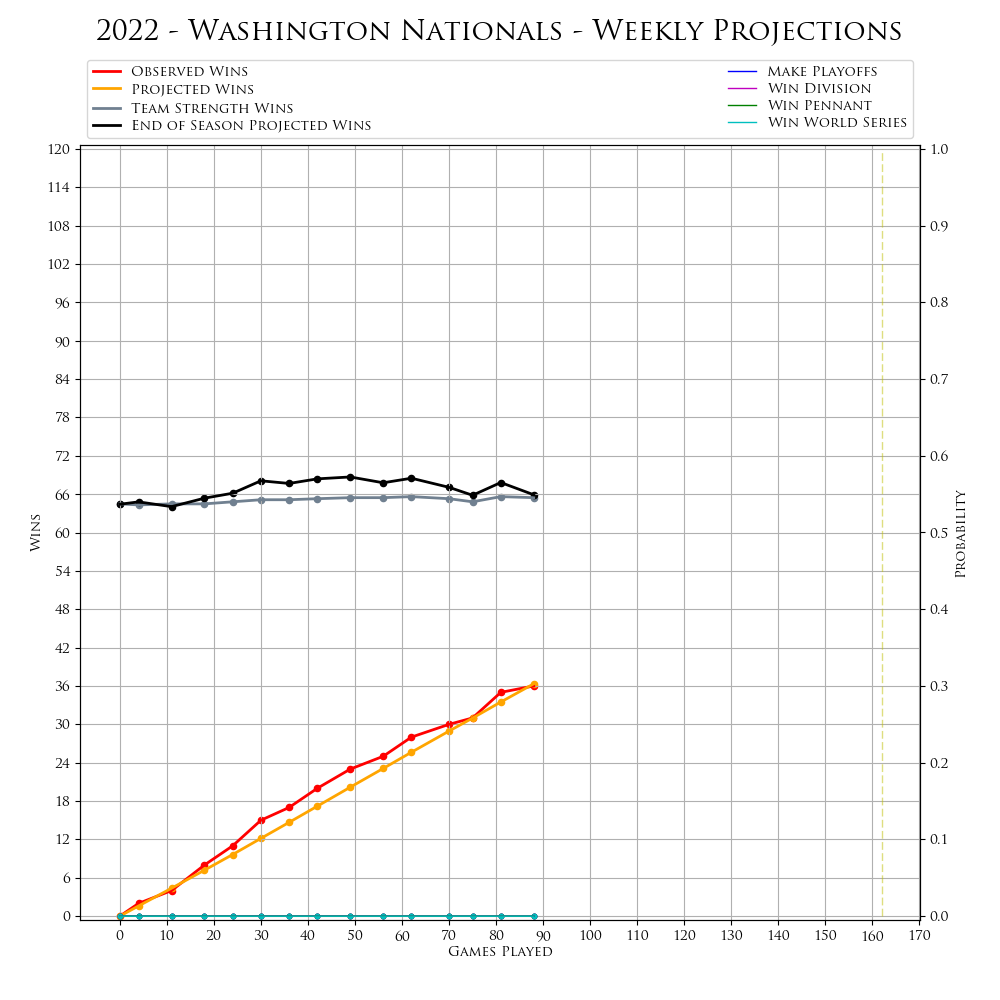 2022 - Washington Nationals - Weekly Projections
Observed Wins
Projected Wins
Team Strength Wins
End of Season Projected Wins
Make Playoffs
Win Division
Win Pennant
Win World Series
120
114
108
102
96
90
84
78
72
66
60
54
48
42
36
30
24
18
12
6
0
Wins
1.0
0.9
0.8
0.7
0.6
0.5
0.4
0.3
0.2
0.1
0.0
Probability
0 10 20 30 40 50 60 70 80 90 100 110 120 130 140 150 160 170
Games Played